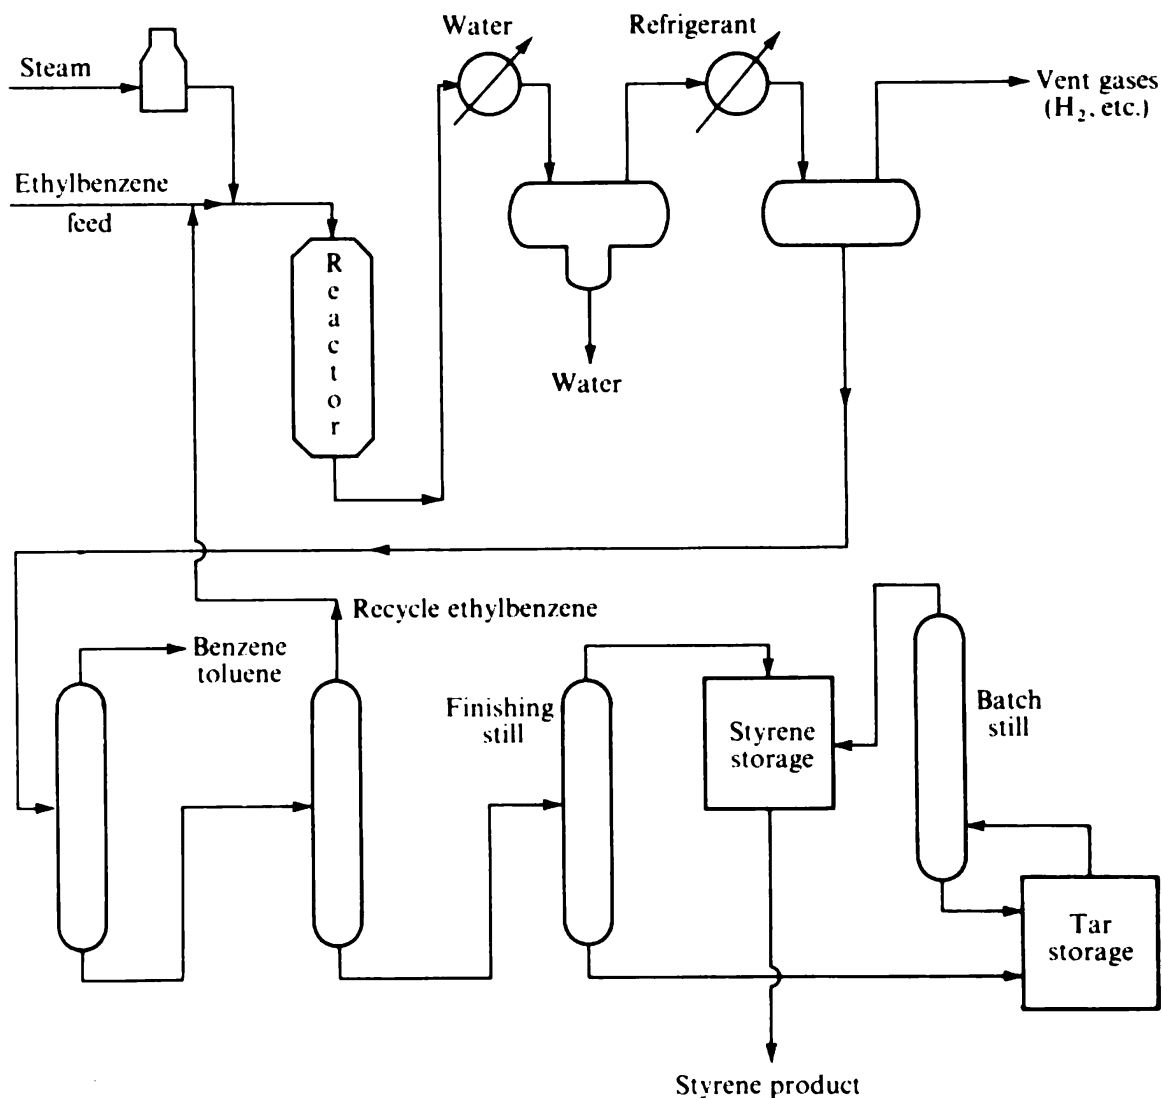 Water
Refrigerant
Steam
Vent gases
(H₂, etc.)
Ethylbenzene
feed
Reactor
Water
Recycle ethylbenzene
Benzene
toluene
Finishing
still
Styrene
storage
Batch
still
Tar
storage
Styrene product